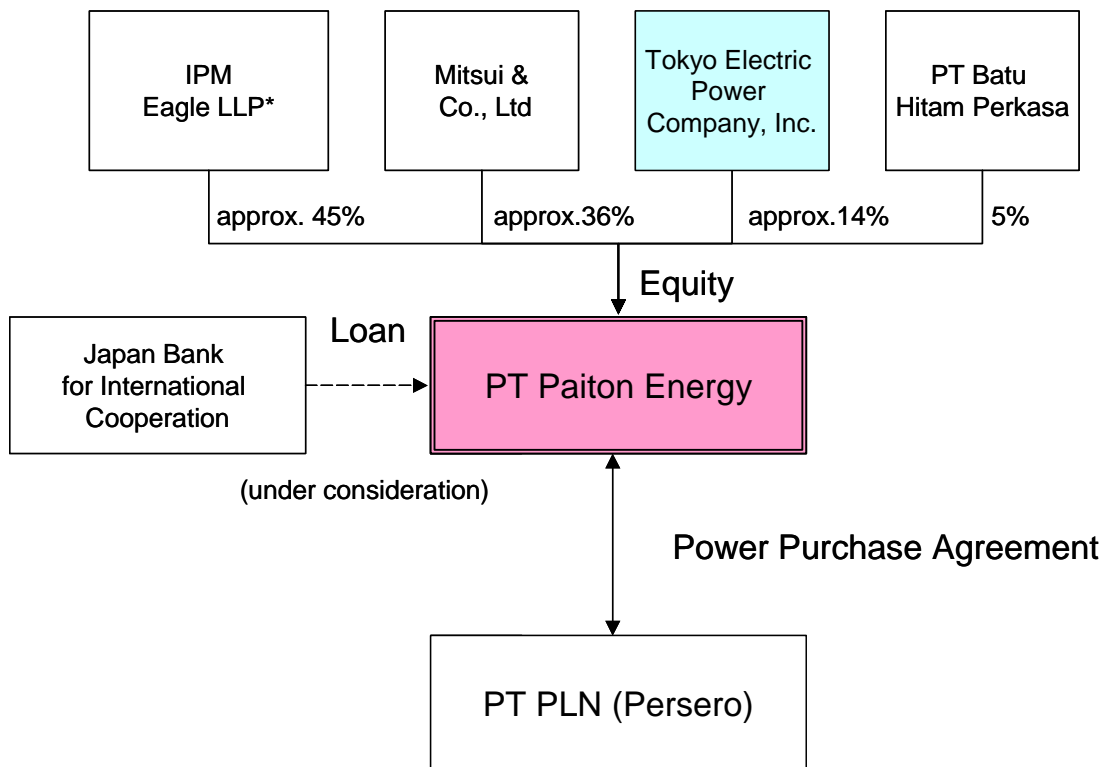 IPM
Eagle LLP*
Mitsui &
Co., Ltd
Tokyo Electric
Power
Company, Inc.
PT Batu
Hitam Perkasa
approx. 45%
approx.36%
approx.14%
5%
Equity
Loan
Japan Bank
for International
Cooperation
PT Paiton Energy
(under consideration)
Power Purchase Agreement
PT PLN (Persero)